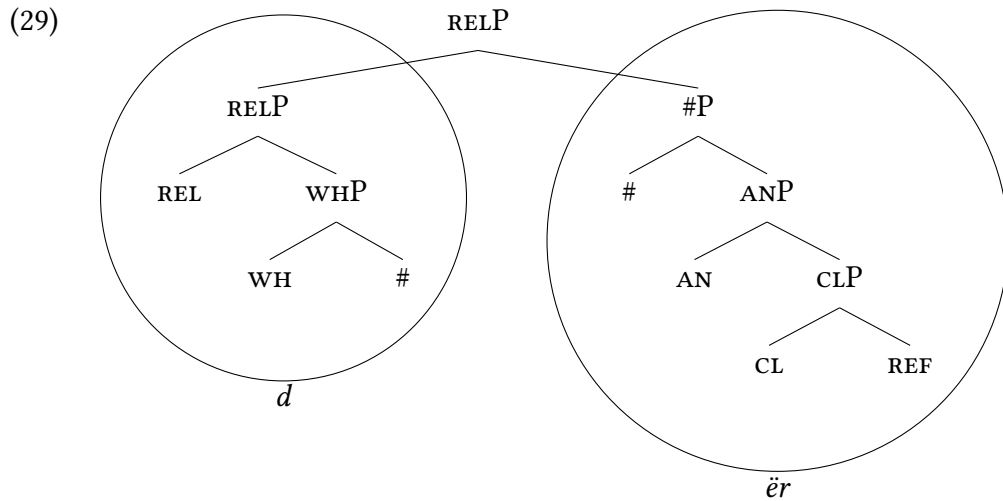 (29) RELP
RELP #P
REL WHP # ANP
WH # AN CLP
CL REF
d
ër